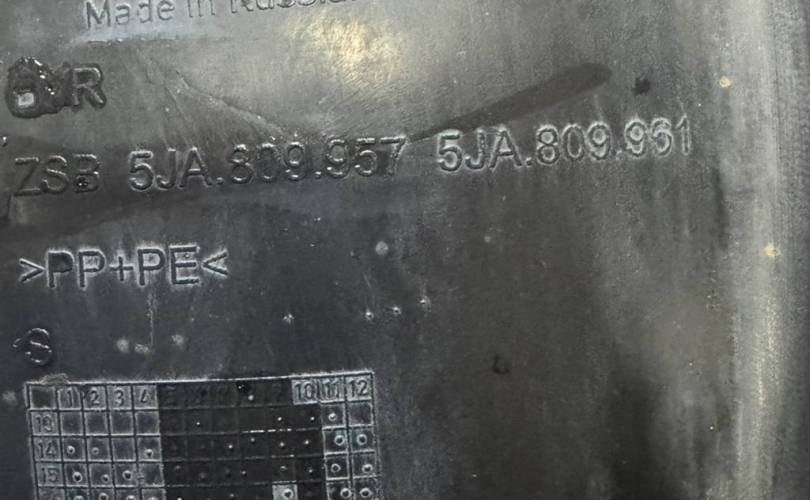 Made in Russia
ZSB 5JA.809.957 5JA.809.961
>PP+PE<
S
1 2 3 4 10 11 12
13
14
15